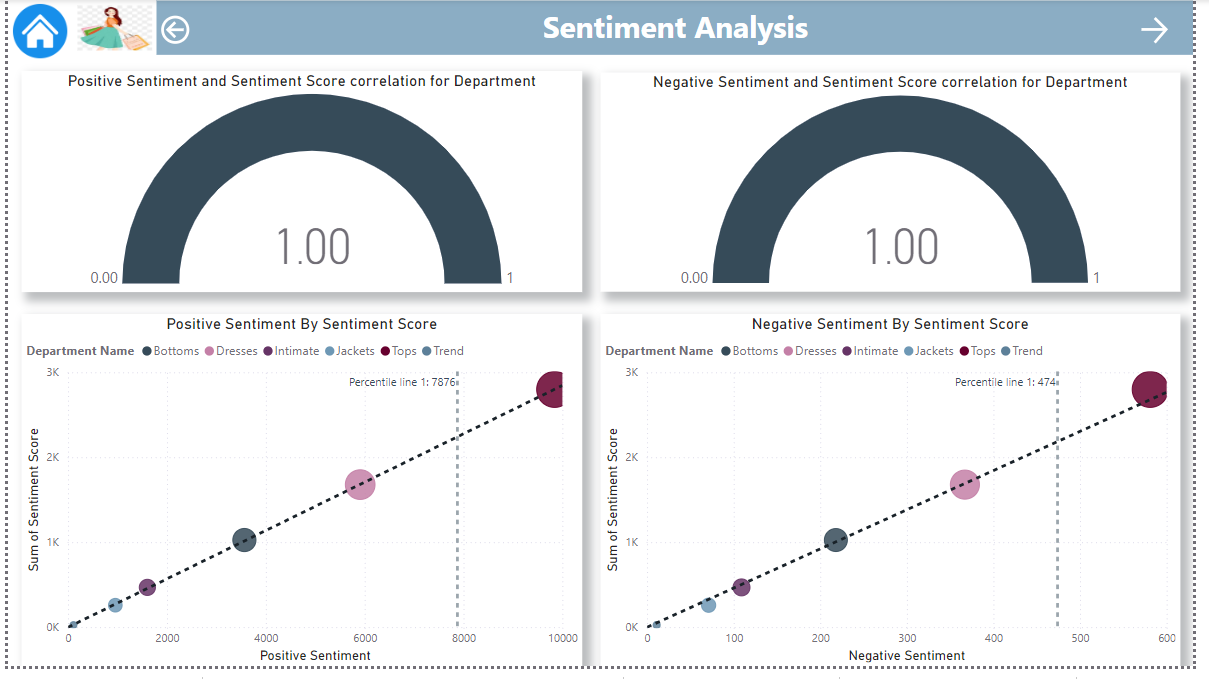 Sentiment Analysis
Positive Sentiment and Sentiment Score correlation for Department
1.00
0.00
1
Negative Sentiment and Sentiment Score correlation for Department
1.00
0.00
1
Positive Sentiment By Sentiment Score
Department Name Bottoms Dresses Intimate Jackets Tops Trend
Percentile line 1: 7876
3K
2K
1K
0K
Sum of Sentiment Score
0 2000 4000 6000 8000 10000
Positive Sentiment
Negative Sentiment By Sentiment Score
Department Name Bottoms Dresses Intimate Jackets Tops Trend
Percentile line 1: 474
3K
2K
1K
0K
Sum of Sentiment Score
0 100 200 300 400 500 600
Negative Sentiment